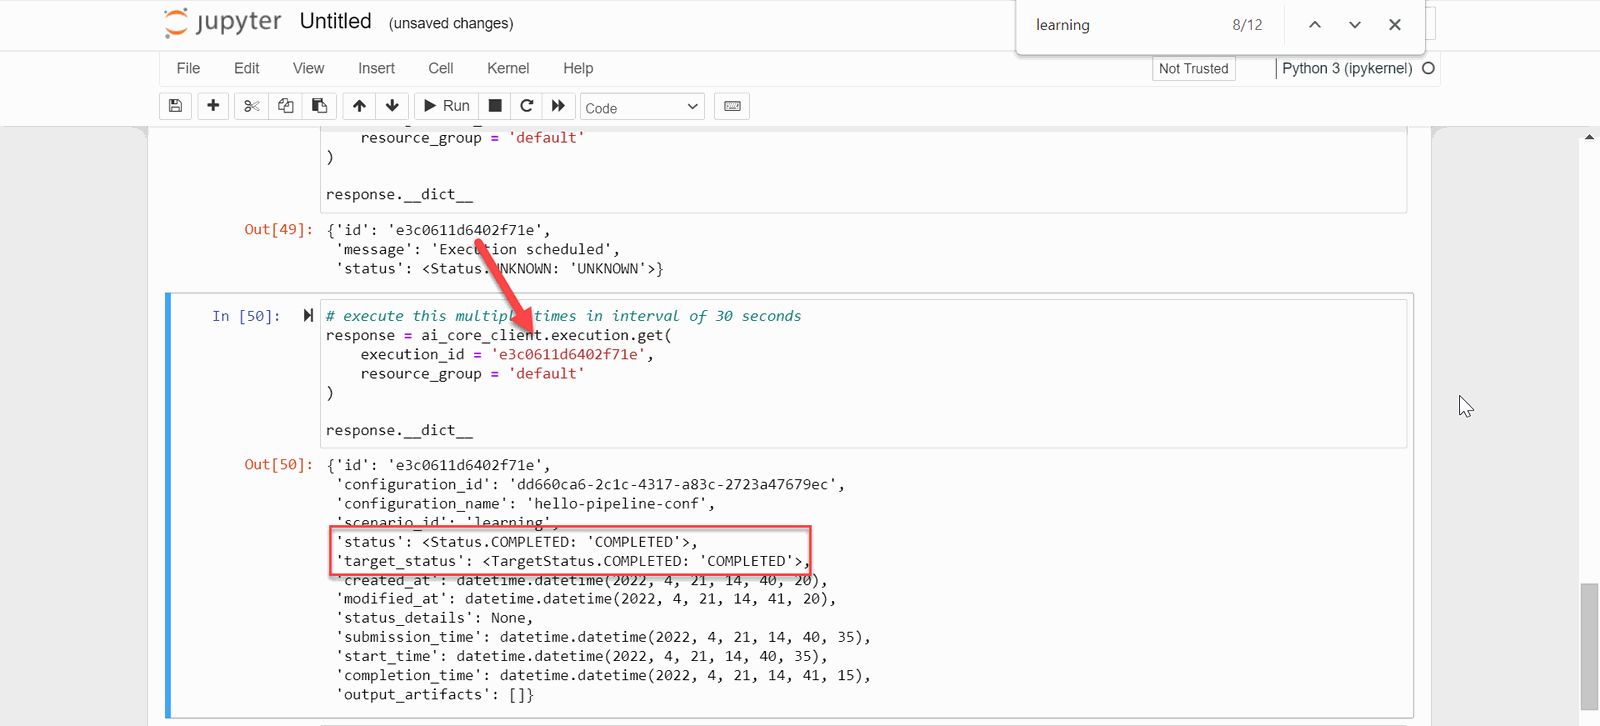 jupyter Untitled (unsaved changes)
learning 8/12
File Edit View Insert Cell Kernel Help
Not Trusted Python 3 (ipykernel)
Run Code
resource_group = 'default'
)
response.__dict__
Out[49]: {'id': 'e3c0611d6402f71e',
'message': 'Execution scheduled',
'status': <Status.UNKNOWN: 'UNKNOWN'>}
In [50]: # execute this multiple times in interval of 30 seconds
response = ai_core_client.execution.get(
execution_id = 'e3c0611d6402f71e',
resource_group = 'default'
)
response.__dict__
Out[50]: {'id': 'e3c0611d6402f71e',
'configuration_id': 'dd660ca6-2c1c-4317-a83c-2723a47679ec',
'configuration_name': 'hello-pipeline-conf',
'scenario_id': 'learning',
'status': <Status.COMPLETED: 'COMPLETED'>,
'target_status': <TargetStatus.COMPLETED: 'COMPLETED'>,
'created_at': datetime.datetime(2022, 4, 21, 14, 40, 20),
'modified_at': datetime.datetime(2022, 4, 21, 14, 41, 20),
'status_details': None,
'submission_time': datetime.datetime(2022, 4, 21, 14, 40, 35),
'start_time': datetime.datetime(2022, 4, 21, 14, 40, 35),
'completion_time': datetime.datetime(2022, 4, 21, 14, 41, 15),
'output_artifacts': []}